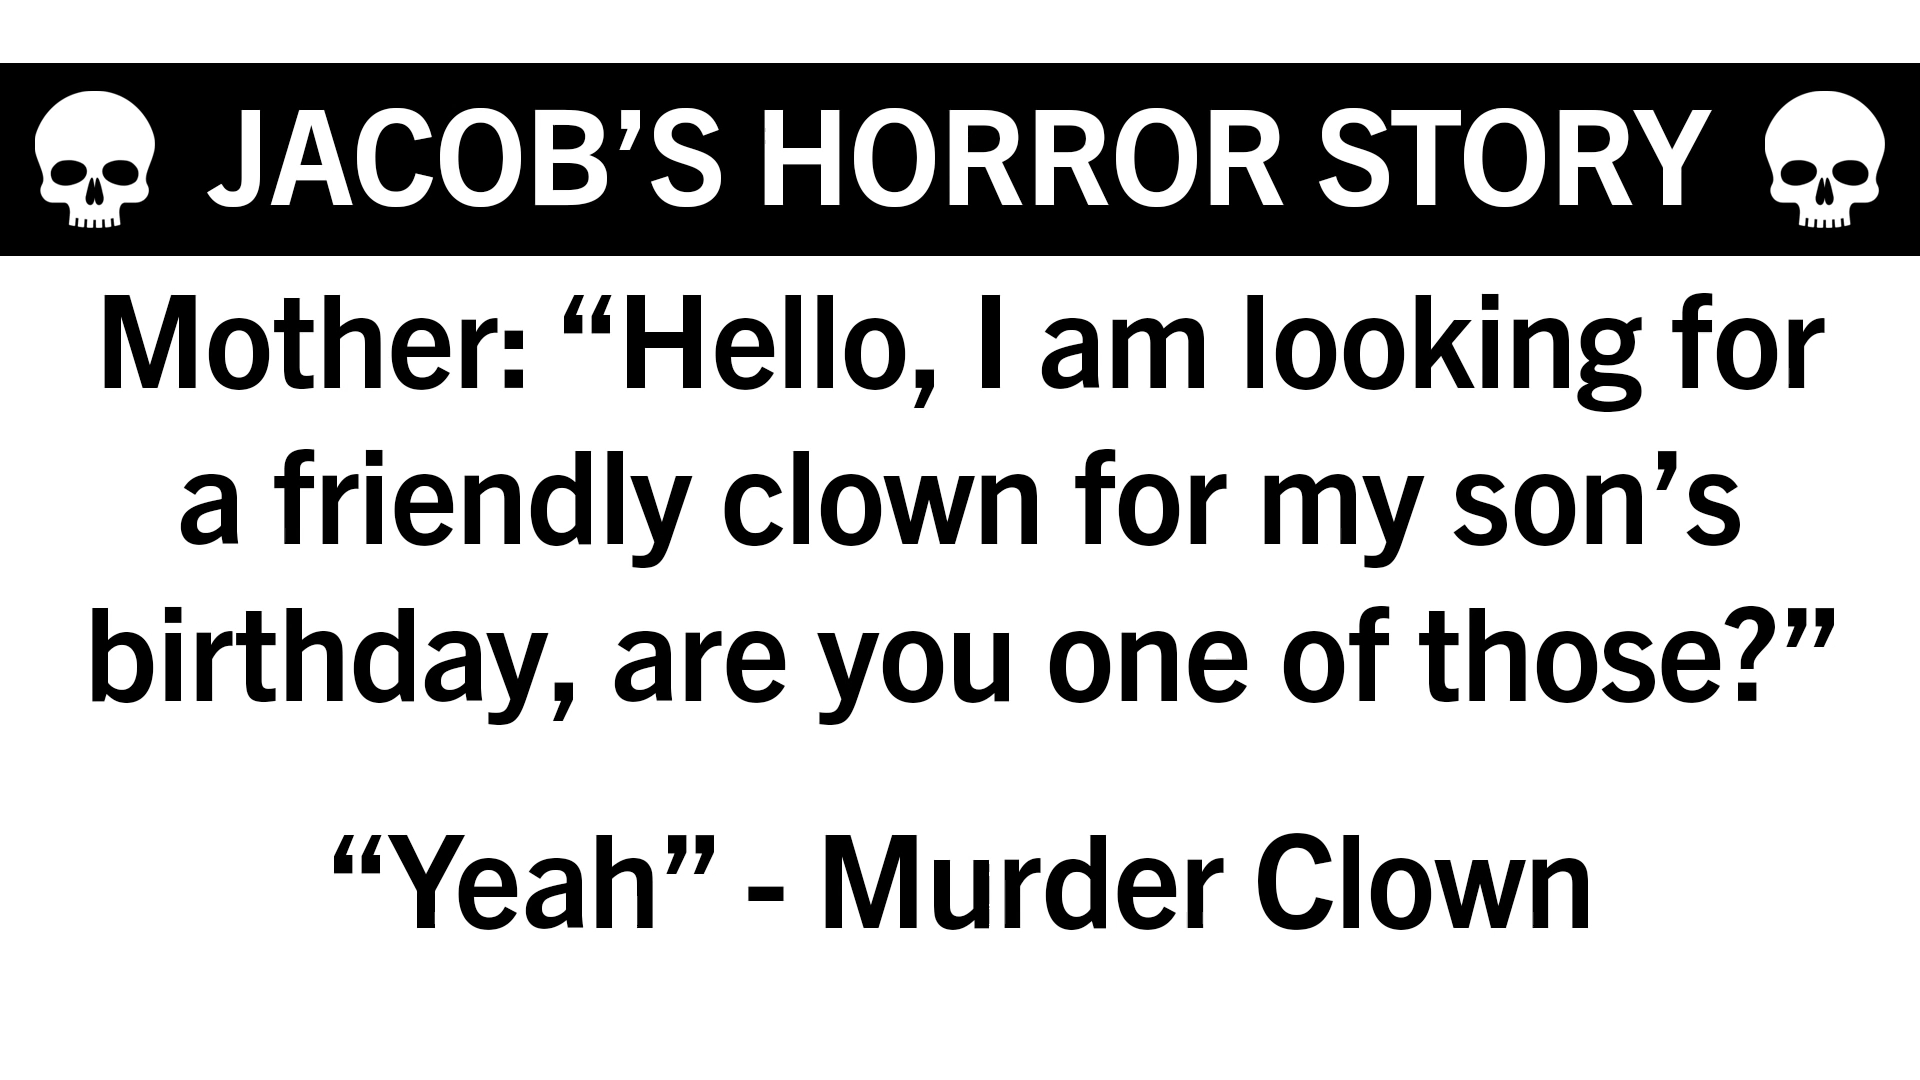 JACOB’S HORROR STORY
Mother: “Hello, I am looking for
a friendly clown for my son’s
birthday, are you one of those?”
“Yeah” - Murder Clown